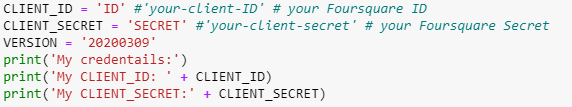 CLIENT_ID = 'ID' #'your-client-ID' # your Foursquare ID
CLIENT_SECRET = 'SECRET' #'your-client-secret' # your Foursquare Secret
VERSION = '20200309'
print('My credentails:')
print('My CLIENT_ID: ' + CLIENT_ID)
print('My CLIENT_SECRET:' + CLIENT_SECRET)